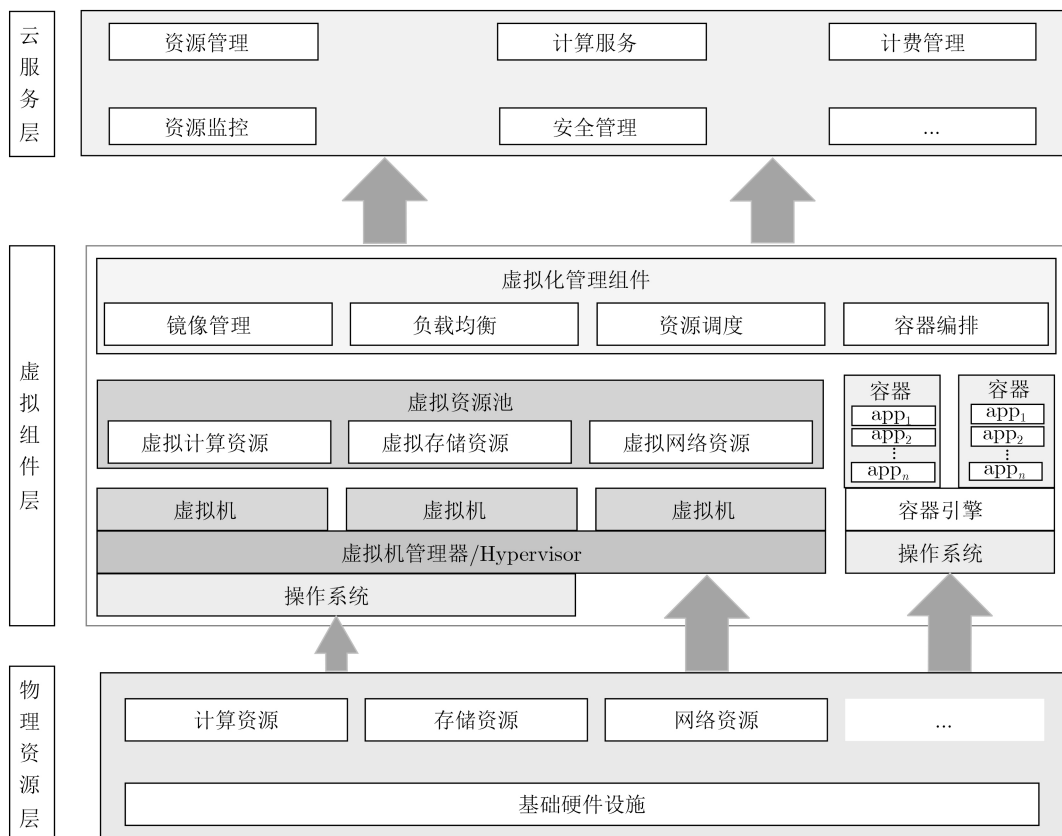 云服务层
资源管理
计算服务
计费管理
资源监控
安全管理
...
虚拟组件层
虚拟化管理组件
镜像管理
负载均衡
资源调度
容器编排
虚拟资源池
虚拟计算资源
虚拟存储资源
虚拟网络资源
容器
app₁
app₂
⋮
appₙ
容器
app₁
app₂
⋮
appₙ
虚拟机
虚拟机
虚拟机
容器引擎
虚拟机管理器/Hypervisor
操作系统
操作系统
物理资源层
计算资源
存储资源
网络资源
...
基础硬件设施